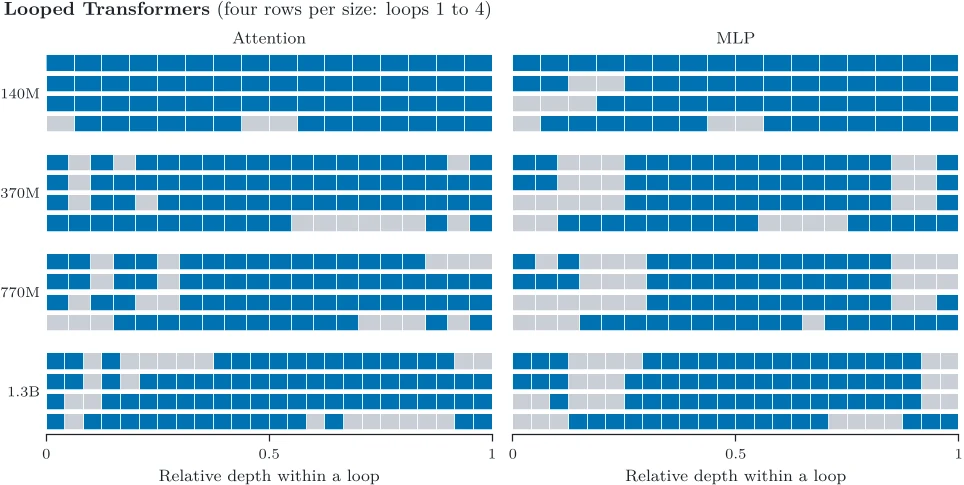 Looped Transformers (four rows per size: loops 1 to 4)
Attention
MLP
140M
370M
770M
1.3B
0 0.5 1
0 0.5 1
Relative depth within a loop
Relative depth within a loop